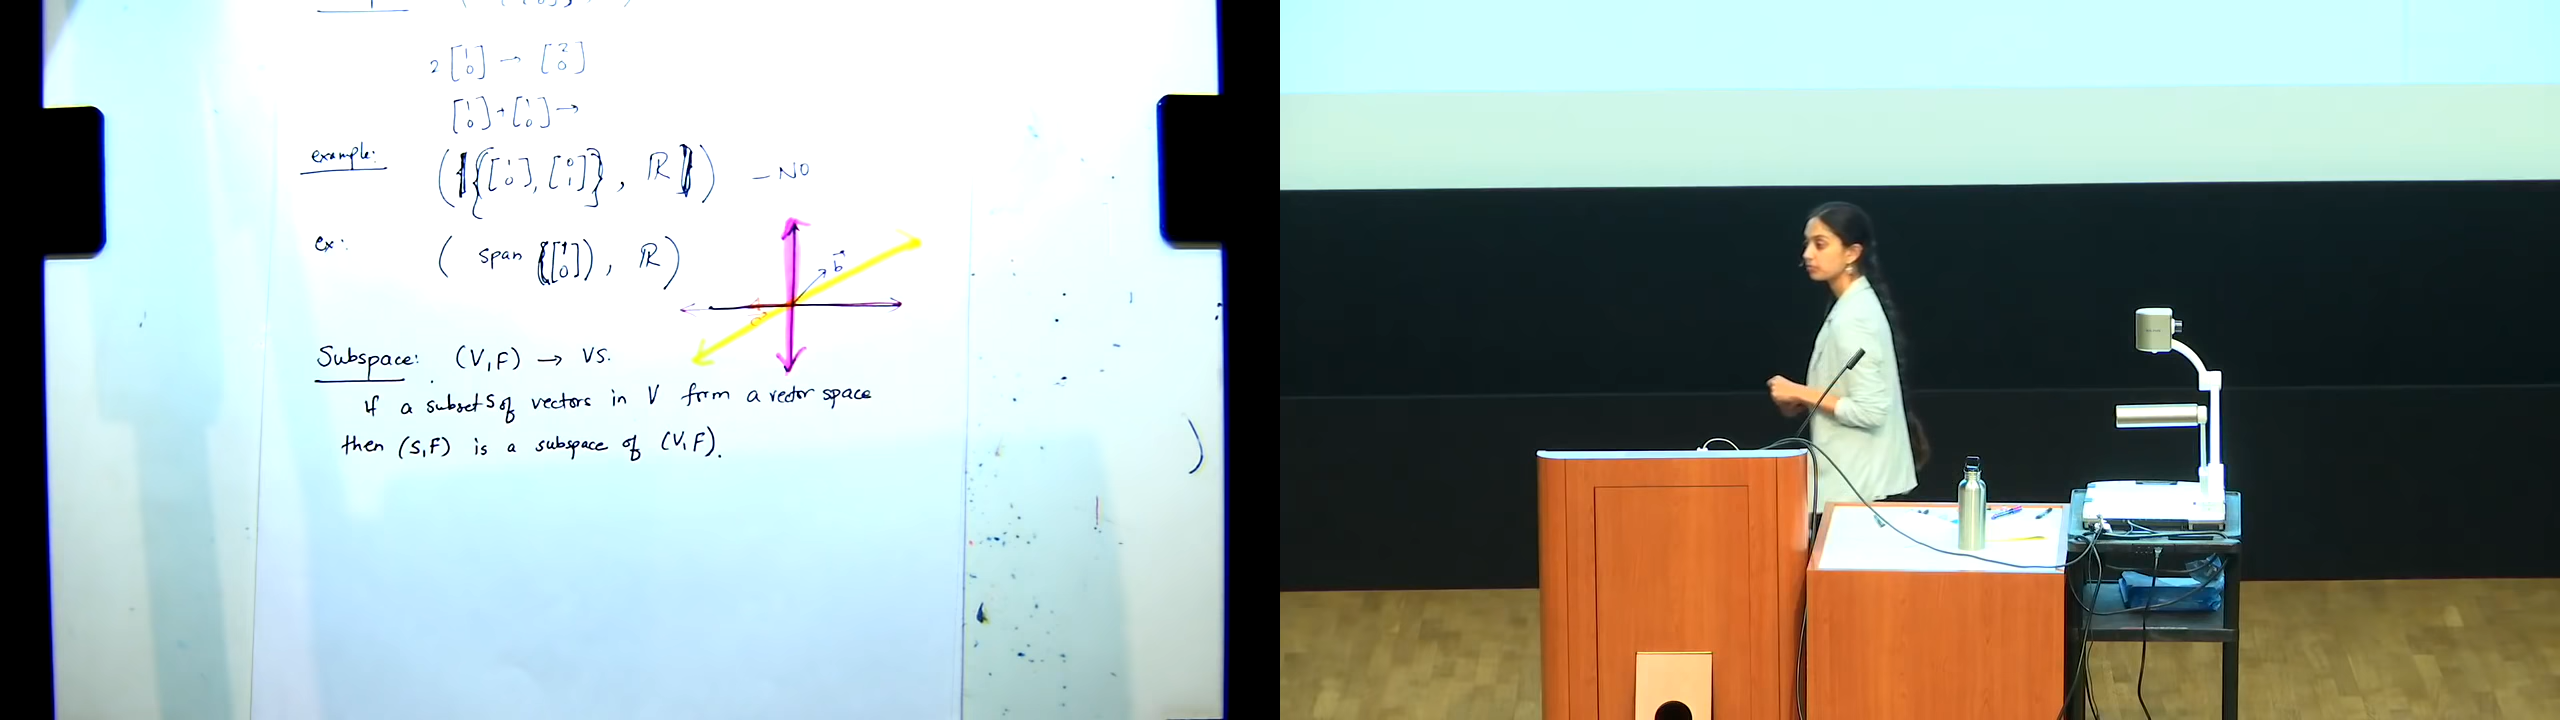 2 [1 0] → [2 0]
[1 0] + [1 0] →
example: ( { [1 0], [0 1] } , ℝ ) – NO
ex: ( span ( [1 0] ) , ℝ )
b⃗
Subspace: (V, F) → VS.
If a subset S of vectors in V form a vector space
then (S, F) is a subspace of (V, F).